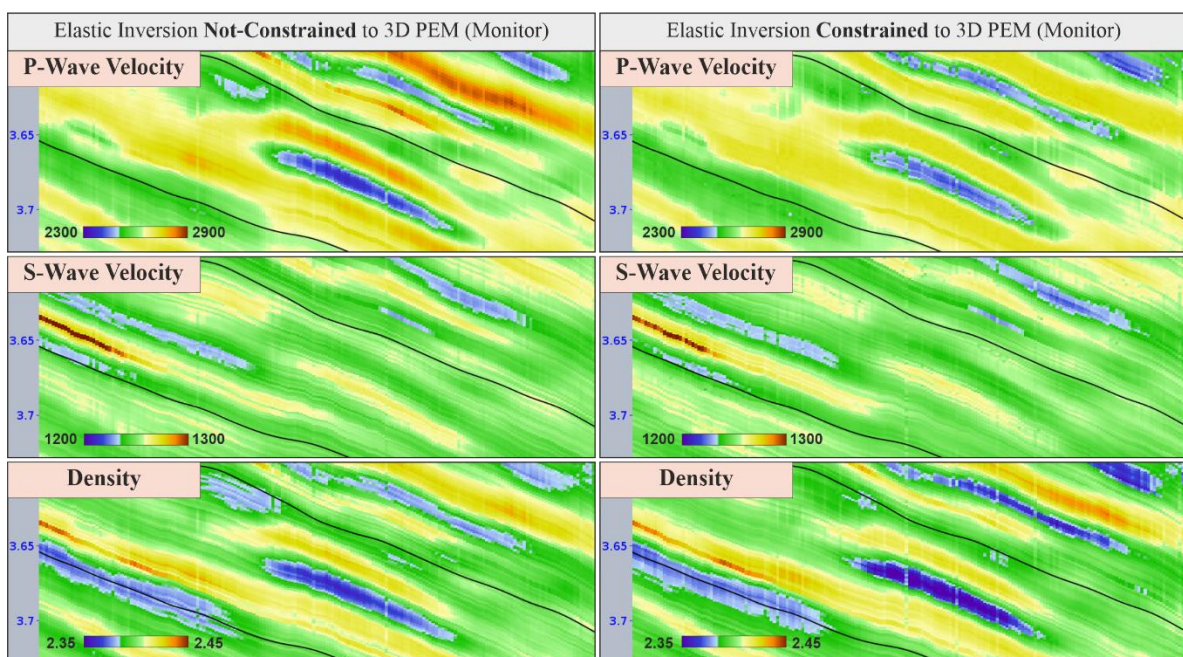 Elastic Inversion Not-Constrained to 3D PEM (Monitor)
P-Wave Velocity
3.65
3.7
2300 2900
S-Wave Velocity
3.65
3.7
1200 1300
Density
3.65
3.7
2.35 2.45
Elastic Inversion Constrained to 3D PEM (Monitor)
P-Wave Velocity
3.65
3.7
2300 2900
S-Wave Velocity
3.65
3.7
1200 1300
Density
3.65
3.7
2.35 2.45